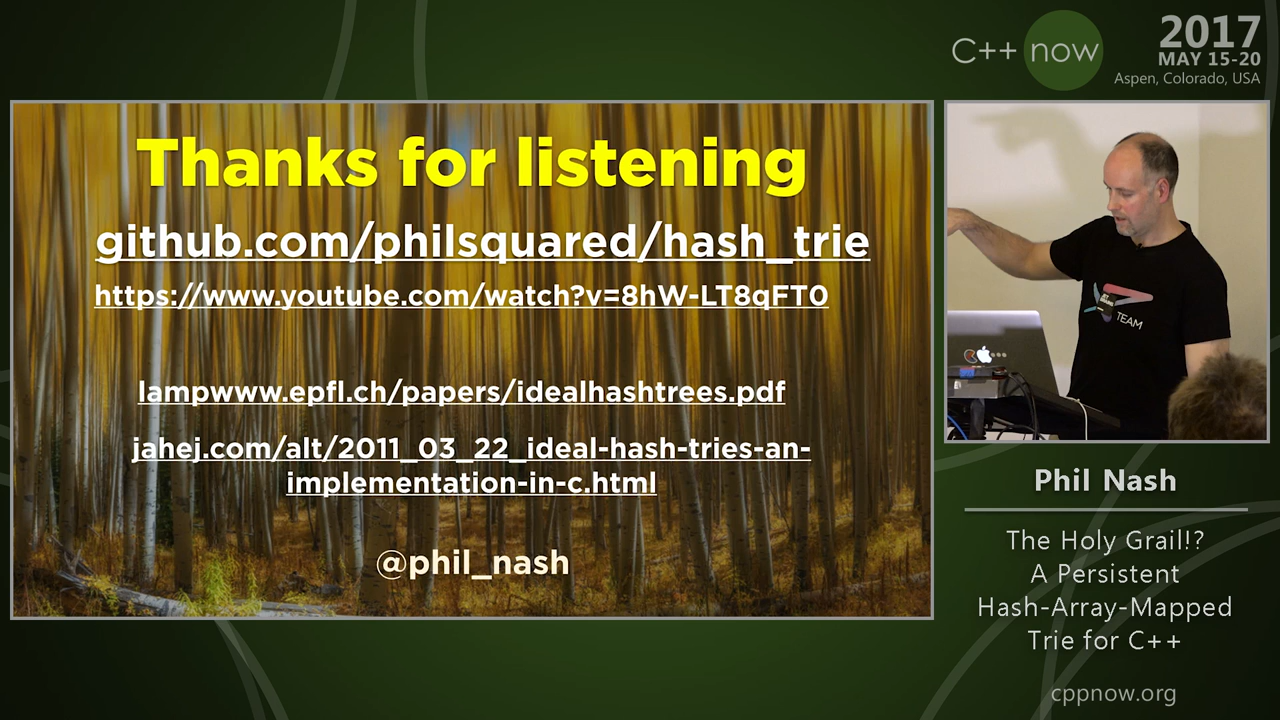 C++ now
2017
MAY 15-20
Aspen, Colorado, USA
Thanks for listening
github.com/philsquared/hash_trie
https://www.youtube.com/watch?v=8hW-LT8qFT0
lampwww.epfl.ch/papers/idealhashtrees.pdf
jahej.com/alt/2011_03_22_ideal-hash-tries-an-
implementation-in-c.html
@phil_nash
TEAM
Phil Nash
The Holy Grail!?
A Persistent
Hash-Array-Mapped
Trie for C++
cppnow.org